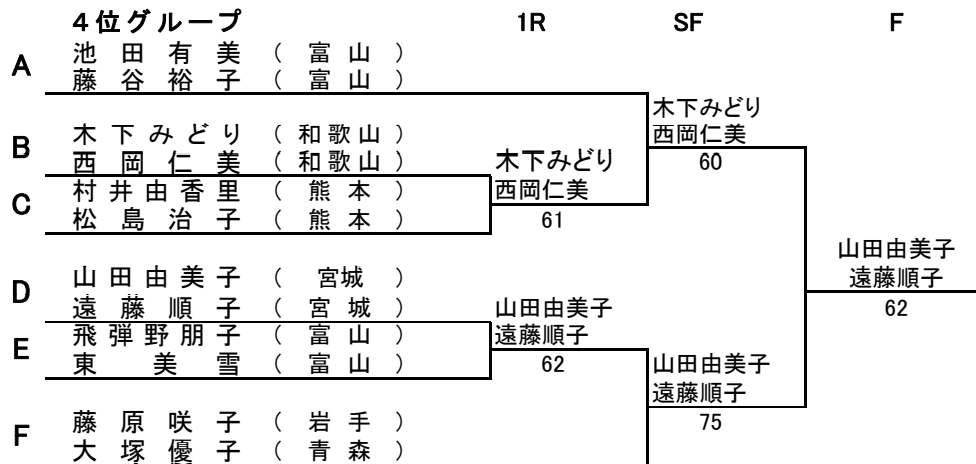 4位グループ 1R SF F
A 池田有美 ( 富山 )
藤谷裕子 ( 富山 )
木下みどり
西岡仁美
60
B 木下みどり ( 和歌山 )
西岡仁美 ( 和歌山 )
木下みどり
西岡仁美
61
C 村井由香里 ( 熊本 )
松島治子 ( 熊本 )
山田由美子
遠藤順子
62
D 山田由美子 ( 宮城 )
遠藤順子 ( 宮城 )
山田由美子
遠藤順子
62
E 飛弾野朋子 ( 富山 )
東美雪 ( 富山 )
山田由美子
遠藤順子
75
F 藤原咲子 ( 岩手 )
大塚優子 ( 青森 )